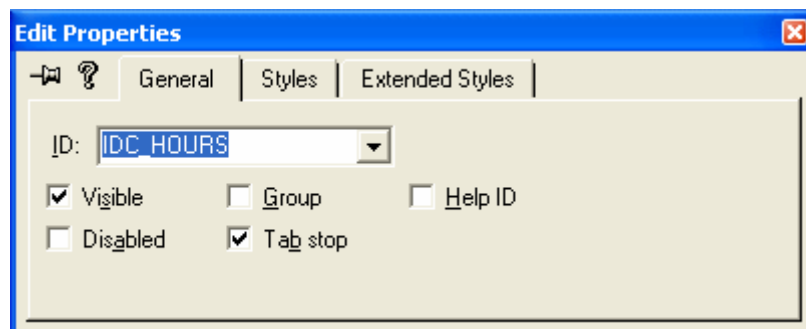 Edit Properties
General Styles Extended Styles
ID: IDC_HOURS
Visible Group Help ID
Disabled Tab stop